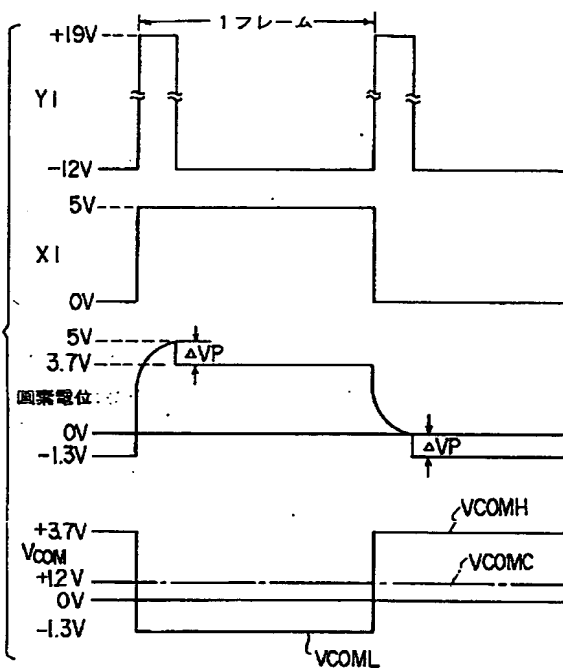 1フレーム
+19V
Y1
-12V
5V
X1
0V
5V
ΔVP
3.7V
画素電位
0V
ΔVP
-1.3V
VCOMH
+3.7V
VCOM
VCOMC
+1.2V
0V
-1.3V
VCOML